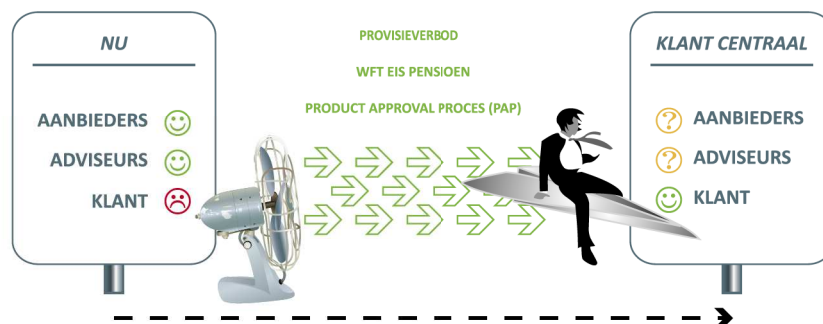 NU
AANBIEDERS
ADVISEURS
KLANT
PROVISIEVERBOD
WFT EIS PENSIOEN
PRODUCT APPROVAL PROCES (PAP)
KLANT CENTRAAL
? AANBIEDERS
? ADVISEURS
KLANT